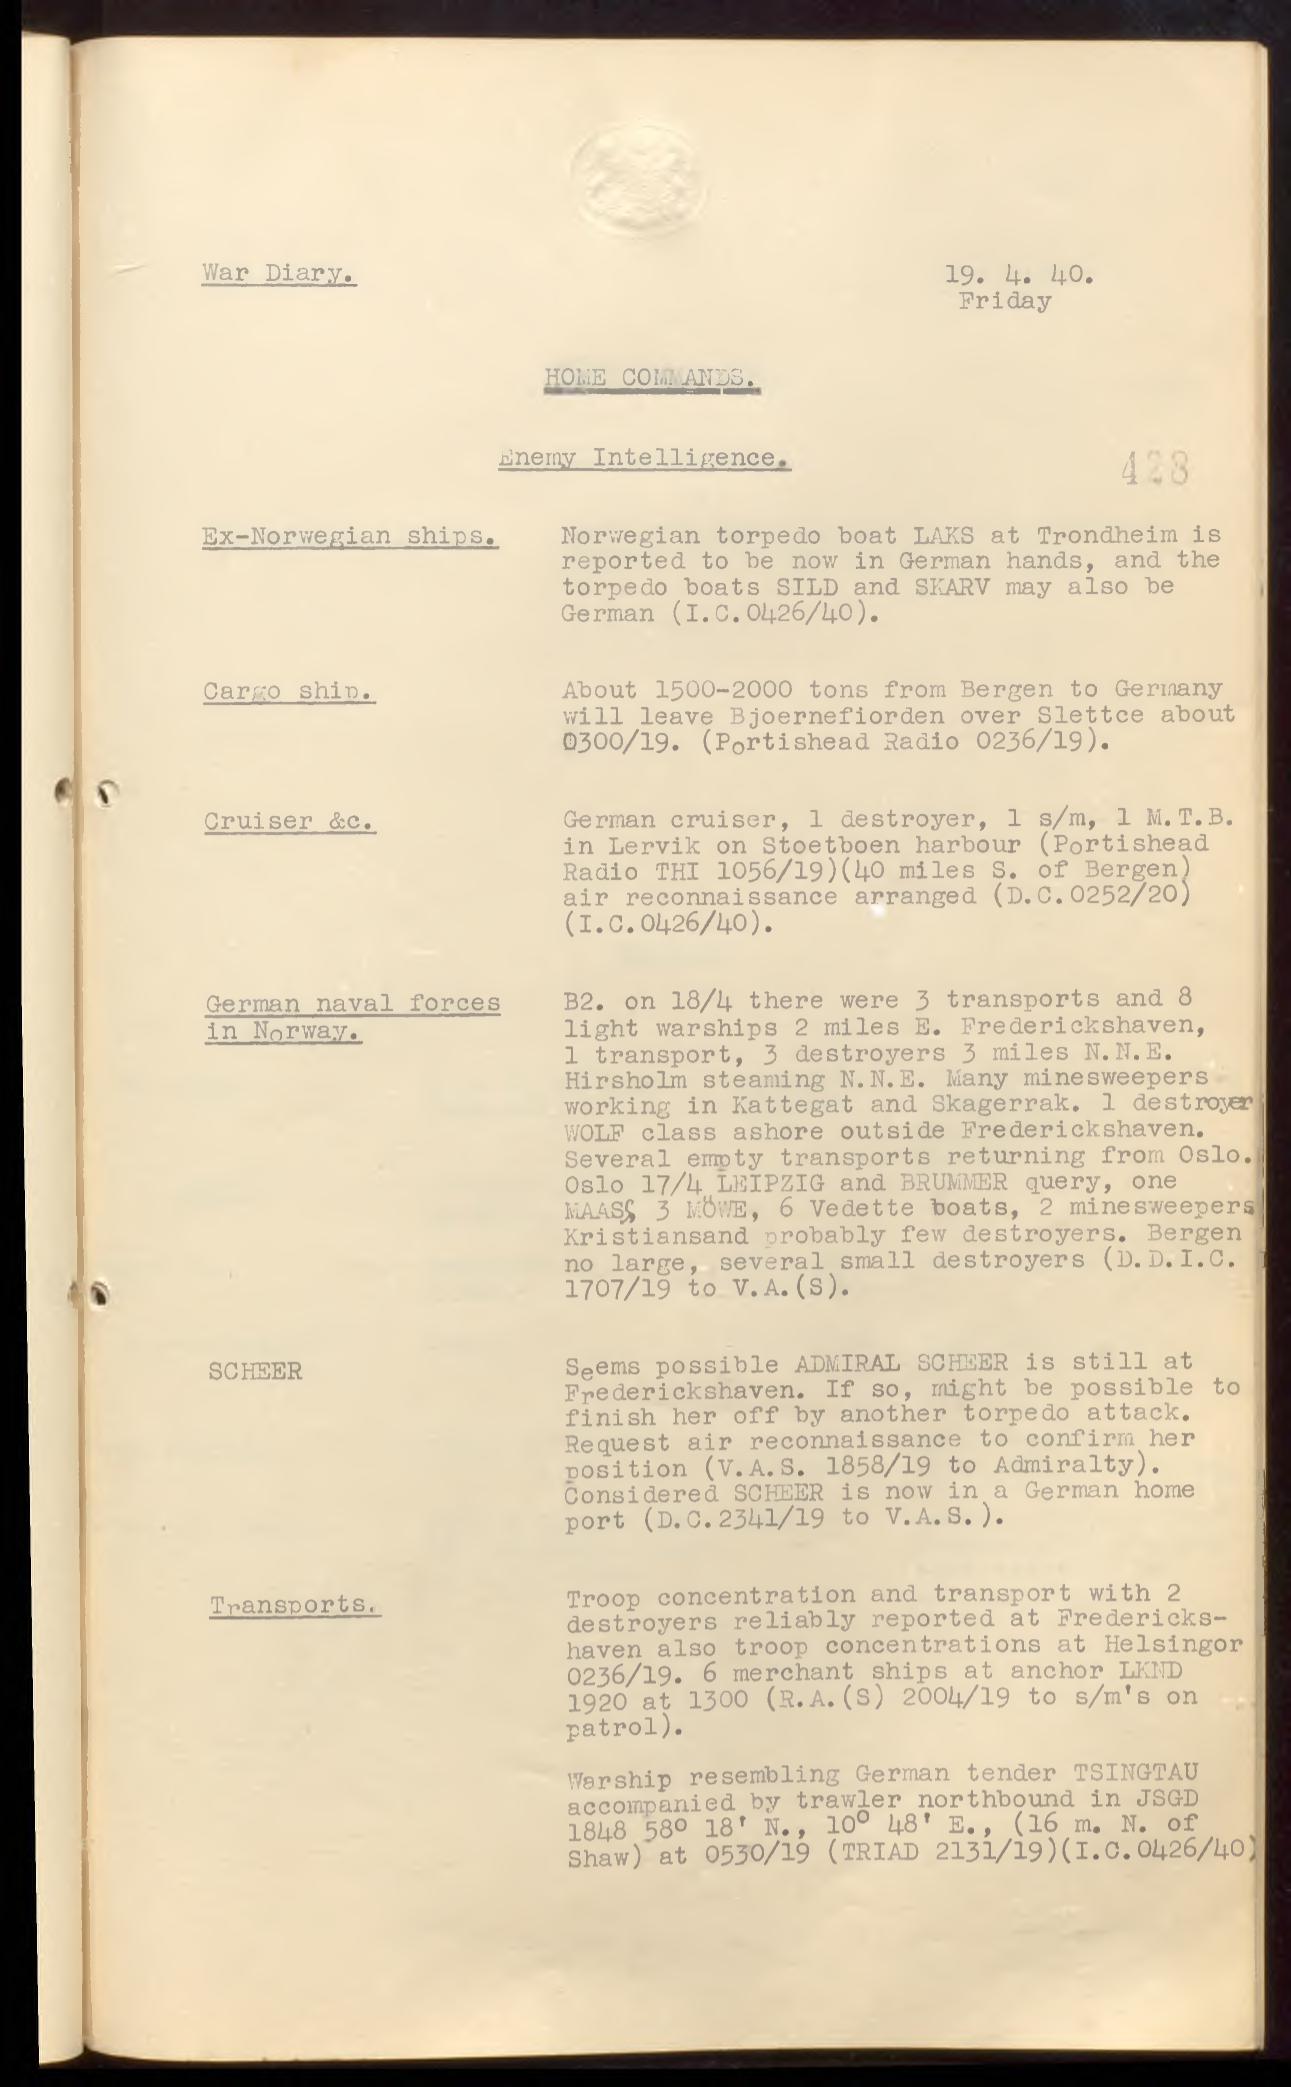 War Diary.
19. 4. 40.
Friday
HOME COMMANDS.
Enemy Intelligence.
428
Ex-Norwegian ships.
Norwegian torpedo boat LAKS at Trondheim is
reported to be now in German hands, and the
torpedo boats SILD and SKARV may also be
German (I.C.0426/40).
Cargo ship.
About 1500-2000 tons from Bergen to Germany
will leave Bjoernefiorden over Slettce about
0300/19. (Portishead Radio 0236/19).
Cruiser &c.
German cruiser, 1 destroyer, 1 s/m, 1 M.T.B.
in Lervik on Stoetboen harbour (Portishead
Radio THI 1056/19)(40 miles S. of Bergen)
air reconnaissance arranged (D.C.0252/20)
(I.C.0426/40).
German naval forces
in Norway.
B2. on 18/4 there were 3 transports and 8
light warships 2 miles E. Frederickshaven,
1 transport, 3 destroyers 3 miles N.N.E.
Hirsholm steaming N.N.E. Many minesweepers
working in Kattegat and Skagerrak. 1 destroyer
WOLF class ashore outside Frederickshaven.
Several empty transports returning from Oslo.
Oslo 17/4 LEIPZIG and BRUMMER query, one
MAASS, 3 MÖWE, 6 Vedette boats, 2 minesweepers
Kristiansand probably few destroyers. Bergen
no large, several small destroyers (D.D.I.C.
1707/19 to V.A.(S).
SCHEER
Seems possible ADMIRAL SCHEER is still at
Frederickshaven. If so, might be possible to
finish her off by another torpedo attack.
Request air reconnaissance to confirm her
position (V.A.S. 1858/19 to Admiralty).
Considered SCHEER is now in a German home
port (D.C.2341/19 to V.A.S.).
Transports.
Troop concentration and transport with 2
destroyers reliably reported at Fredericks-
haven also troop concentrations at Helsingor
0236/19. 6 merchant ships at anchor LKND
1920 at 1300 (R.A.(S) 2004/19 to s/m's on
patrol).
Warship resembling German tender TSINGTAU
accompanied by trawler northbound in JSGD
1848 58° 18' N., 10° 48' E., (16 m. N. of
Shaw) at 0530/19 (TRIAD 2131/19)(I.C.0426/40)